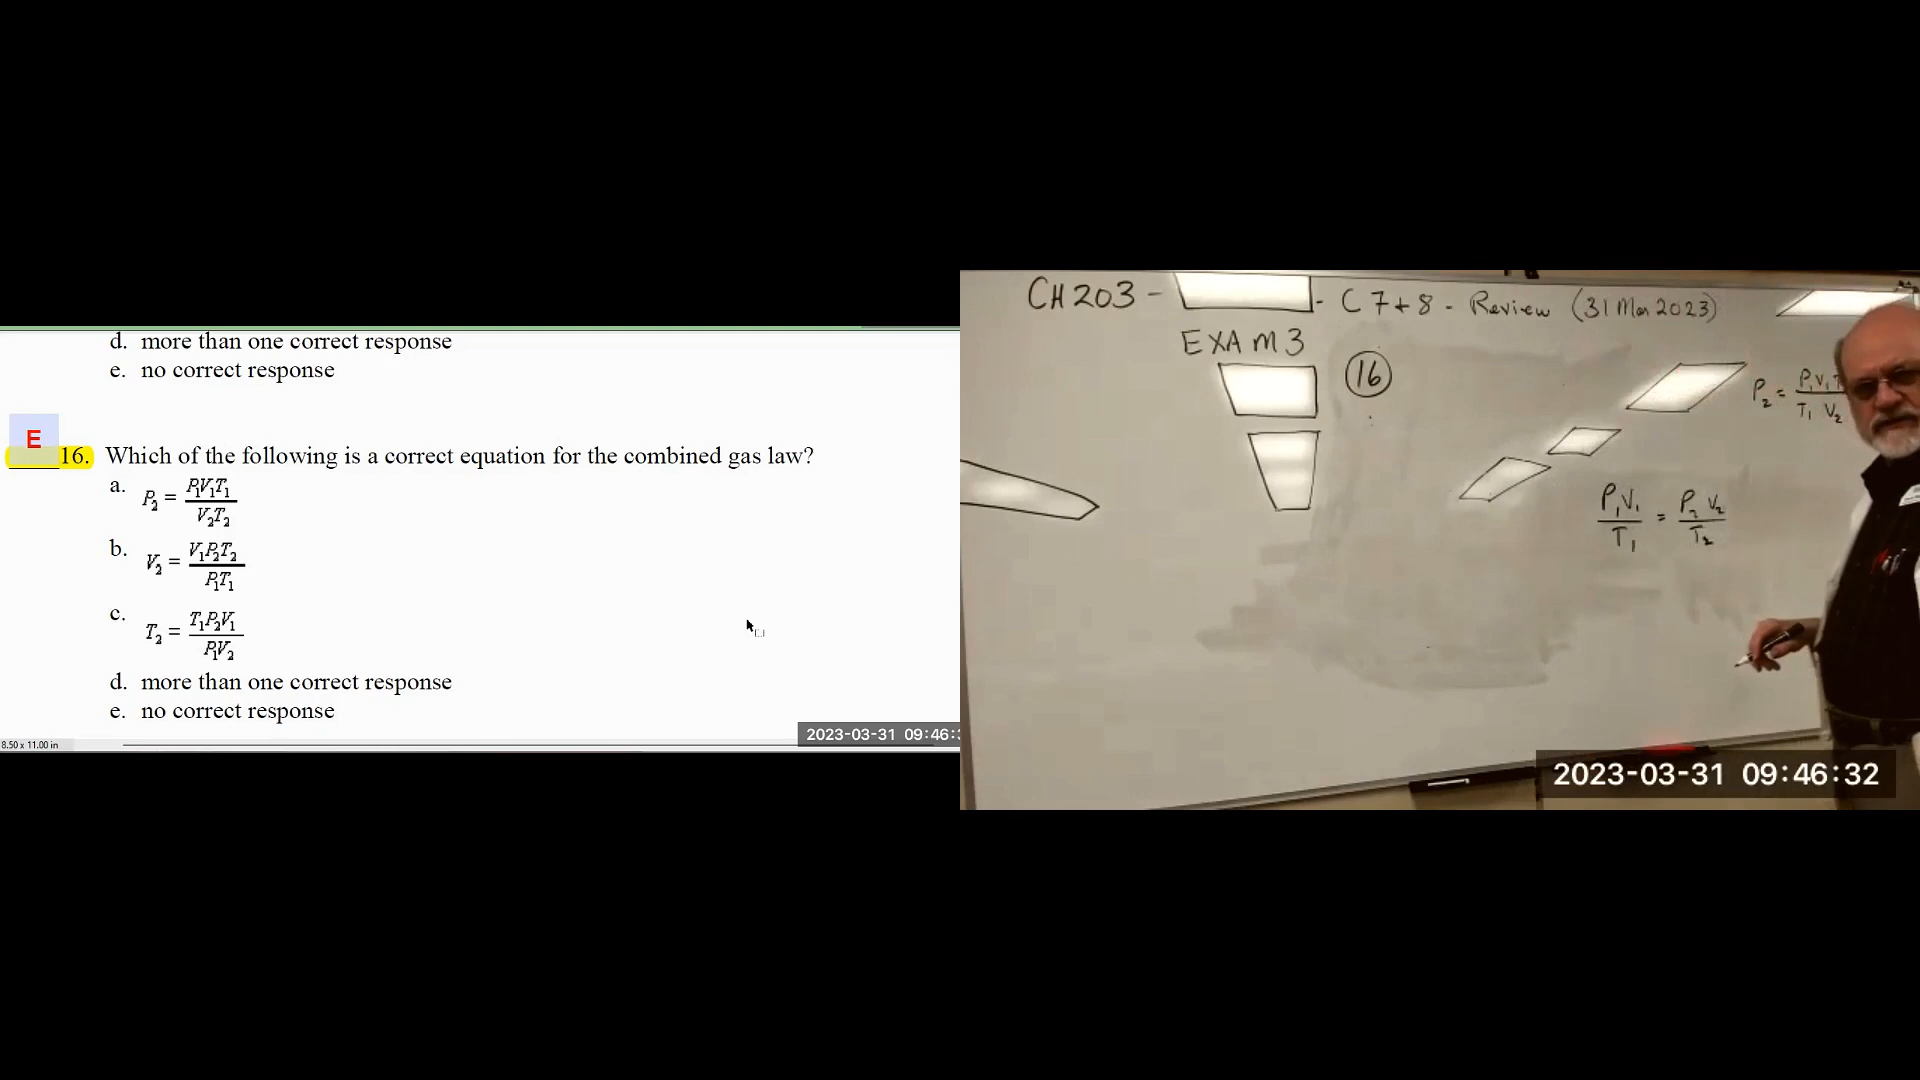 d. more than one correct response
e. no correct response
E
16. Which of the following is a correct equation for the combined gas law?
a. P₂ = P₁V₁T₁ / V₂T₂
b. V₂ = V₁P₂T₂ / P₁T₁
c. T₂ = T₁P₂V₁ / P₁V₂
d. more than one correct response
e. no correct response
8.50 x 11.00 in
2023-03-31 09:46:3
CH 203 - - C 7 + 8 - Review (31 Mar 2023)
EXAM 3
16
P₂ = P₁V₁T / T₁ V₂
P₁V₁ / T₁ = P₂ V₂ / T₂
2023-03-31 09:46:32